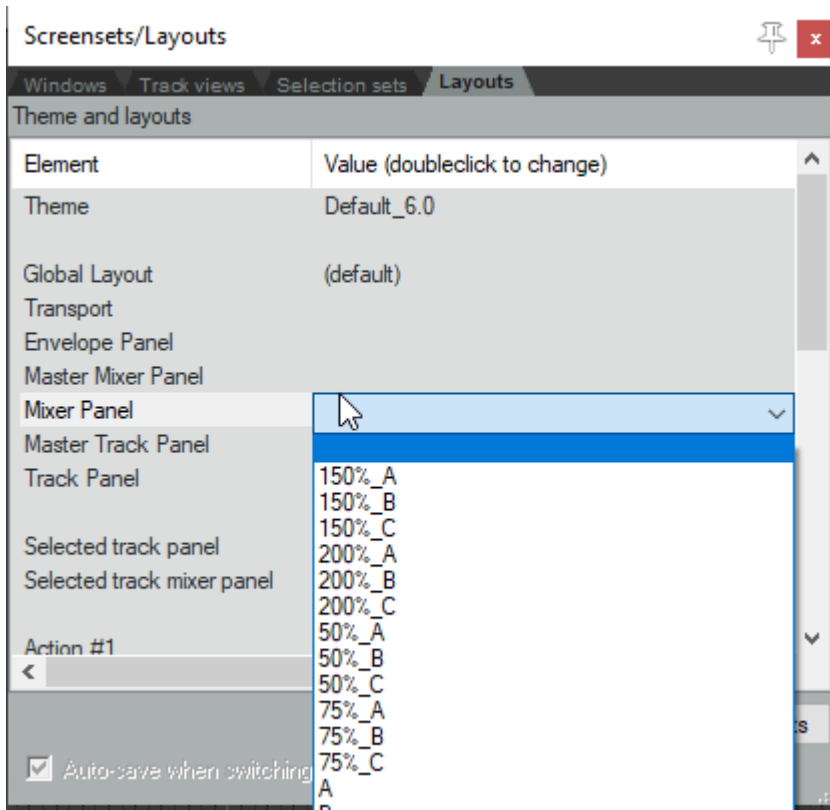 Screensets/Layouts
x
Windows Track views Selection sets Layouts
Theme and layouts
Element Value (doubleclick to change)
Theme Default_6.0
Global Layout (default)
Transport
Envelope Panel
Master Mixer Panel
Mixer Panel
Master Track Panel
Track Panel
150%_A
150%_B
150%_C
Selected track panel
200%_A
Selected track mixer panel
200%_B
200%_C
50%_A
Action #1
50%_B
50%_C
75%_A
75%_B
75%_C
Auto-save when switching
A